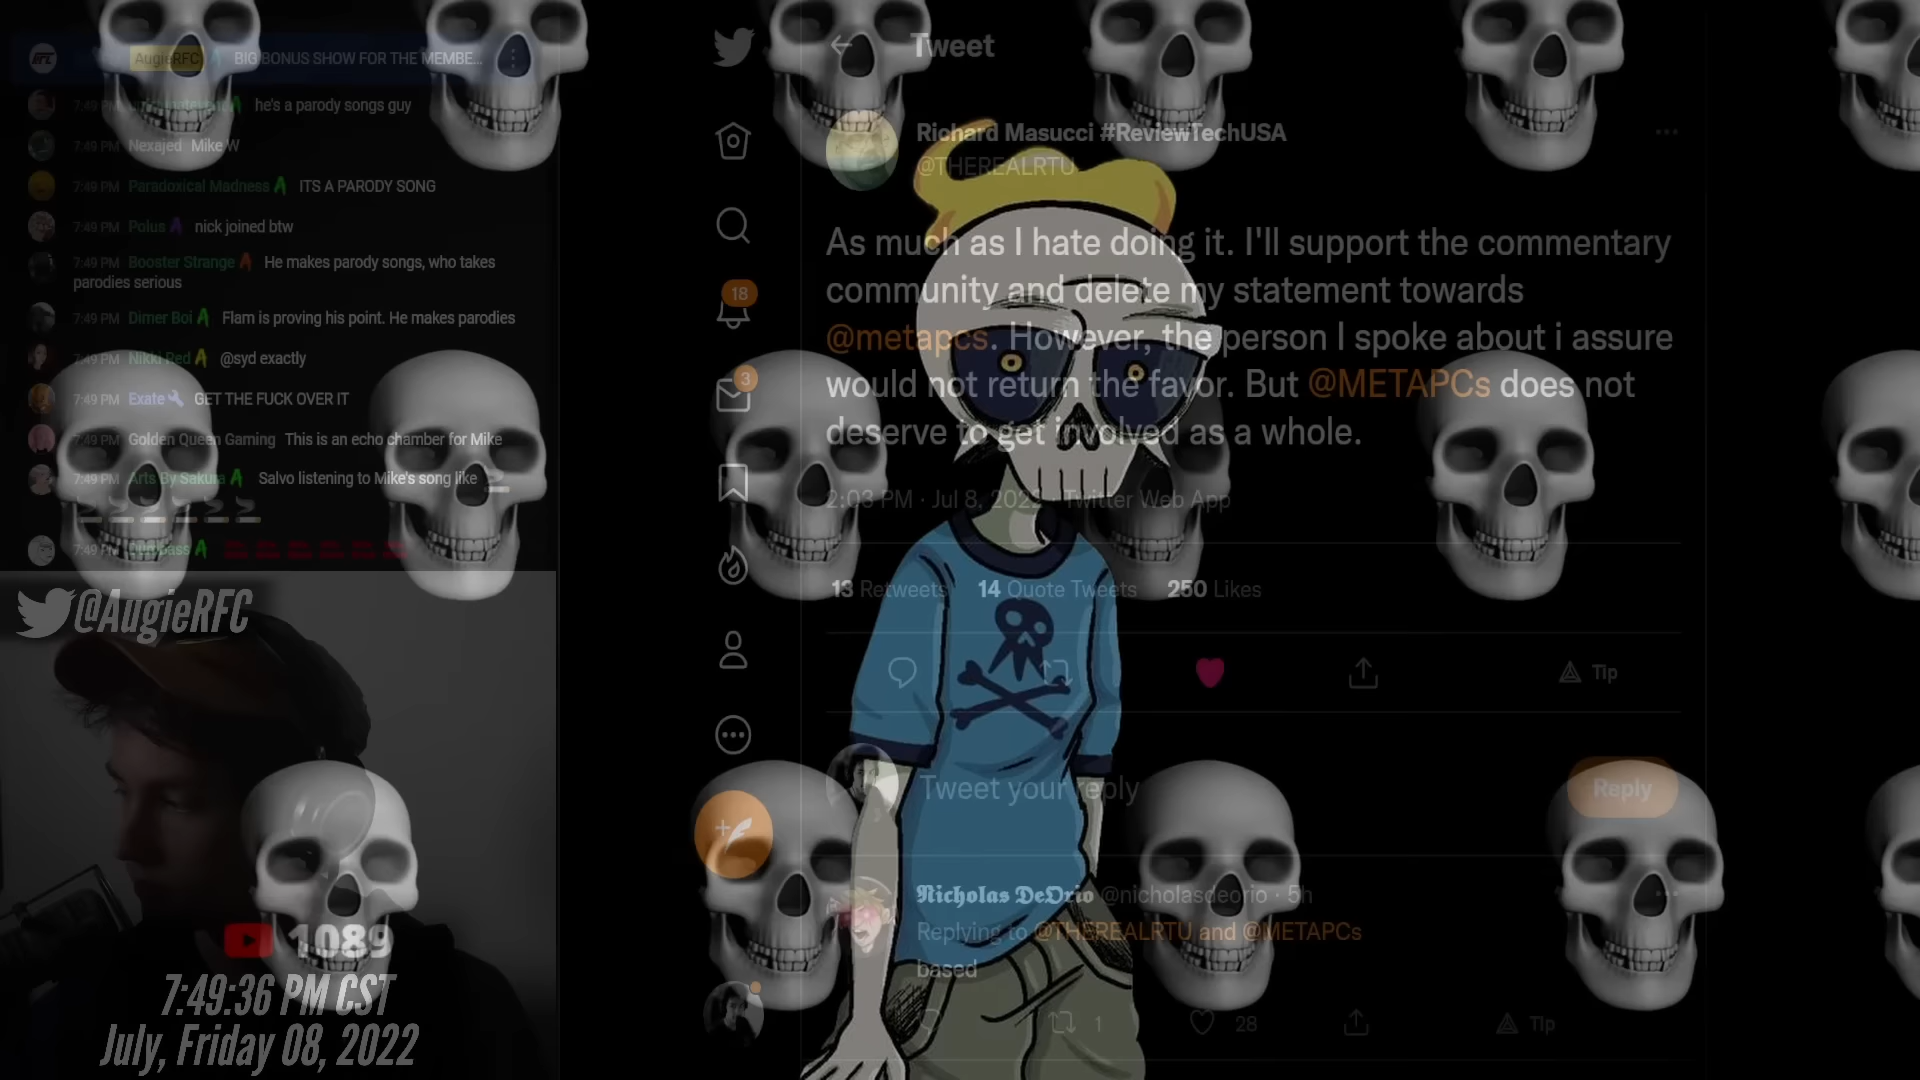 AugieRFC BIG BONUS SHOW FOR THE MEMBE...
7:49 PM he's a parody songs guy
7:49 PM Nexajed Mike W
7:49 PM Paradoxical Madness ITS A PARODY SONG
7:49 PM Polus nick joined btw
7:49 PM Booster Strange He makes parody songs, who takes
parodies serious
7:49 PM Dimer Boi Flam is proving his point. He makes parodies
7:49 PM Nikki Red @syd exactly
7:49 PM Exate GET THE FUCK OVER IT
7:49 PM Golden Queen Gaming This is an echo chamber for Mike
7:49 PM Arts By Sakura Salvo listening to Mike's song like
7:49 PM Dumbass
@AugieRFC
1089
7:49:36 PM CST
July, Friday 08, 2022
Tweet
Richard Masucci #ReviewTechUSA
@THEREALRTU
As much as I hate doing it. I'll support the commentary
community and delete my statement towards
@metapcs. However, the person I spoke about i assure
would not return the favor. But @METAPCs does not
deserve to get involved as a whole.
2:03 PM · Jul 8, 2022 · Twitter Web App
13 Retweets 14 Quote Tweets 250 Likes
Tip
Tweet your reply
Reply
Nicholas DeOrio @nicholasdeorio · 5h
Replying to @THEREALRTU and @METAPCs
based
1 28 Tip
18
3